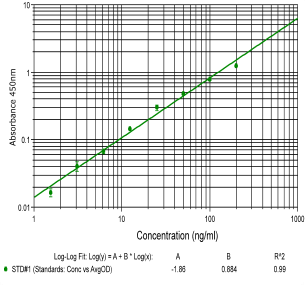 10
1
0.1
0.01
Absorbance 450nm
1
10
100
1000
Concentration (ng/ml)
Log-Log Fit: Log(y) = A + B * Log(x): A B R^2
STD#1 (Standards: Conc vs AvgOD) -1.86 0.884 0.99